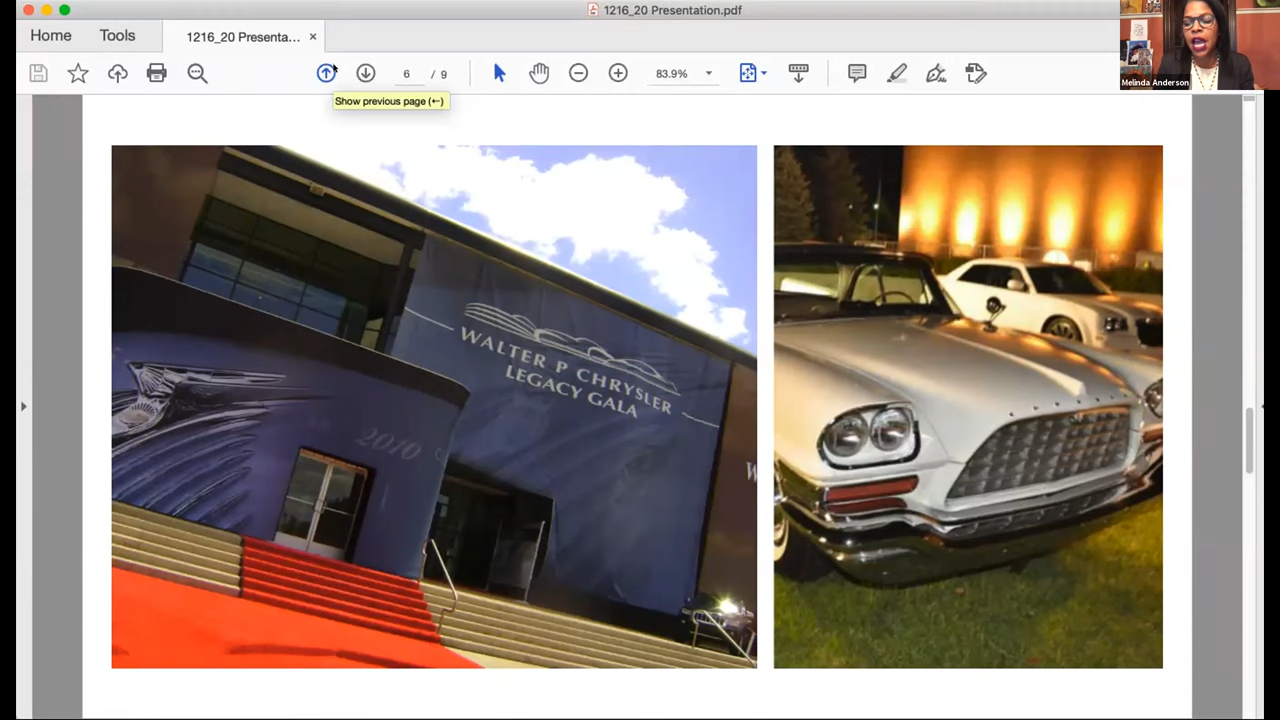 1216_20 Presentation.pdf
Home
Tools
1216_20 Presenta...
×
6 / 9
83.9%
Show previous page (←)
Melinda Anderson
WALTER P CHRYSLER
LEGACY GALA
2010
W